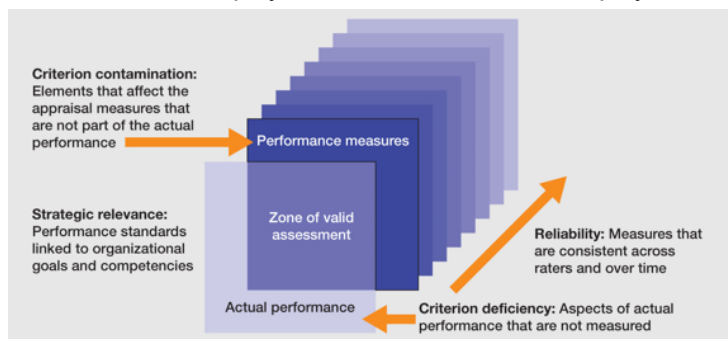 Criterion contamination:
Elements that affect the
appraisal measures that
are not part of the actual
performance
Performance measures
Strategic relevance:
Performance standards
linked to organizational
goals and competencies
Zone of valid
assessment
Reliability: Measures that
are consistent across
raters and over time
Actual performance
Criterion deficiency: Aspects of actual
performance that are not measured